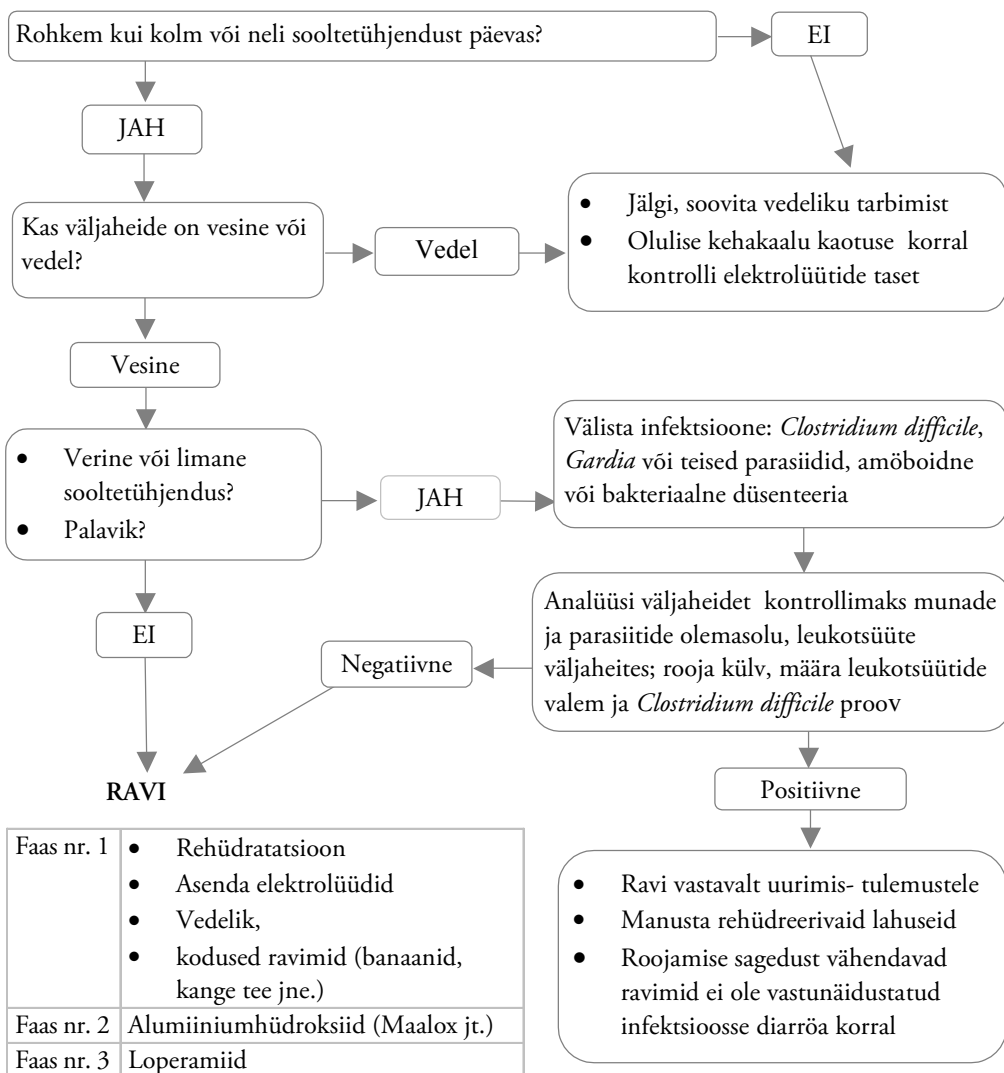 Rohkem kui kolm või neli sooltetühjendust päevas?
EI
JAH
Kas väljaheide on vesine või
vedel?
Vedel
• Jälgi, soovita vedeliku tarbimist
• Olulise kehakaalu kaotuse korral
kontrolli elektrolüütide taset
Vesine
• Verine või limane
sooltetühjendus?
• Palavik?
JAH
Välista infektsioone: Clostridium difficile,
Gardia või teised parasiidid, amöboidne
või bakteriaalne düsenteeria
EI
Negatiivne
Analüüsi väljaheidet kontrollimaks munade
ja parasiitide olemasolu, leukotsüüte
väljaheites; rooja külv, määra leukotsüütide
valem ja Clostridium difficile proov
RAVI
Positiivne
Faas nr. 1
• Rehüdratatsioon
• Asenda elektrolüüdid
• Vedelik,
• kodused ravimid (banaanid,
kange tee jne.)
Faas nr. 2 Alumiiniumhüdroksiid (Maalox jt.)
Faas nr. 3 Loperamiid
• Ravi vastavalt uurimis- tulemustele
• Manusta rehüdreerivaid lahuseid
• Roojamise sagedust vähendavad
ravimid ei ole vastunäidustatud
infektsioosse diarröa korral